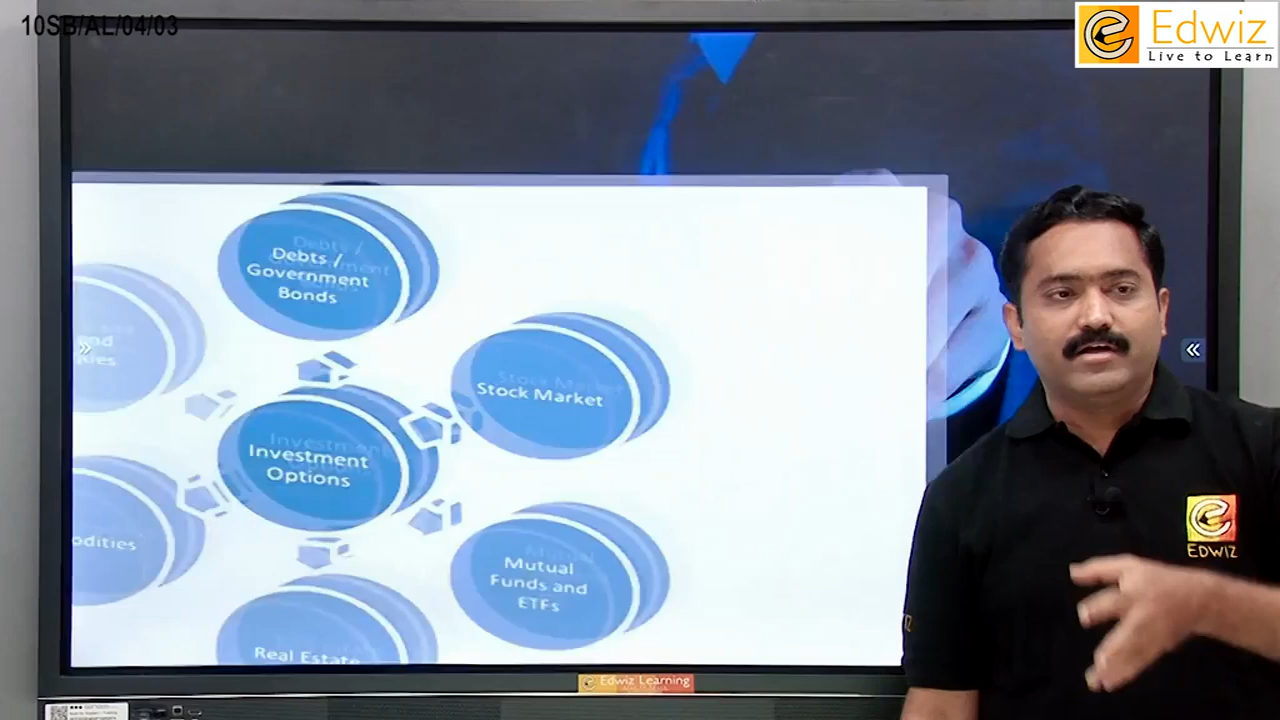 10SB/AL/04/03
Edwiz
Live to Learn
Debts /
Government
Bonds
Stock Market
Investment
Options
Mutual
Funds and
ETFs
Real Estate
EDWIZ
Edwiz Learning